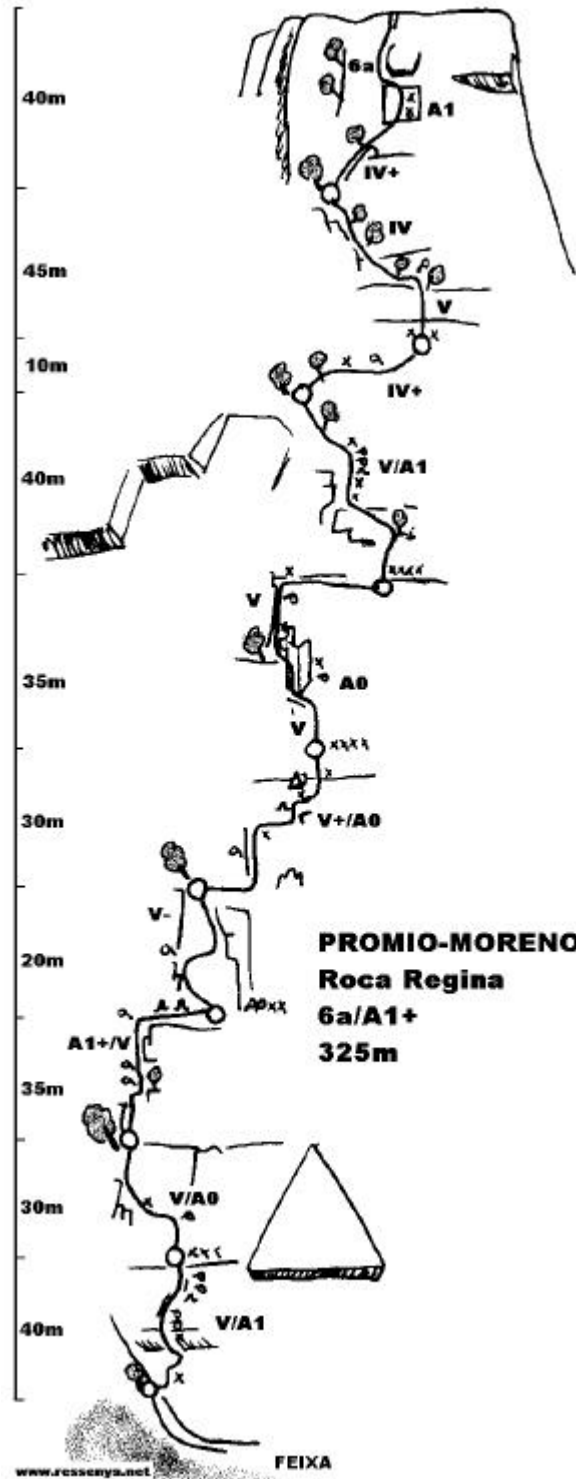 6a
40m
A1
IV+
IV
45m
V
10m
IV+
V/A1
40m
V
35m
A0
V
30m
V+/A0
V-
PROMIO-MORENO
20m
Roca Regina
6a/A1+
A1+/V
325m
35m
30m
V/A0
V/A1
40m
FEIXA
www.ressenya.net